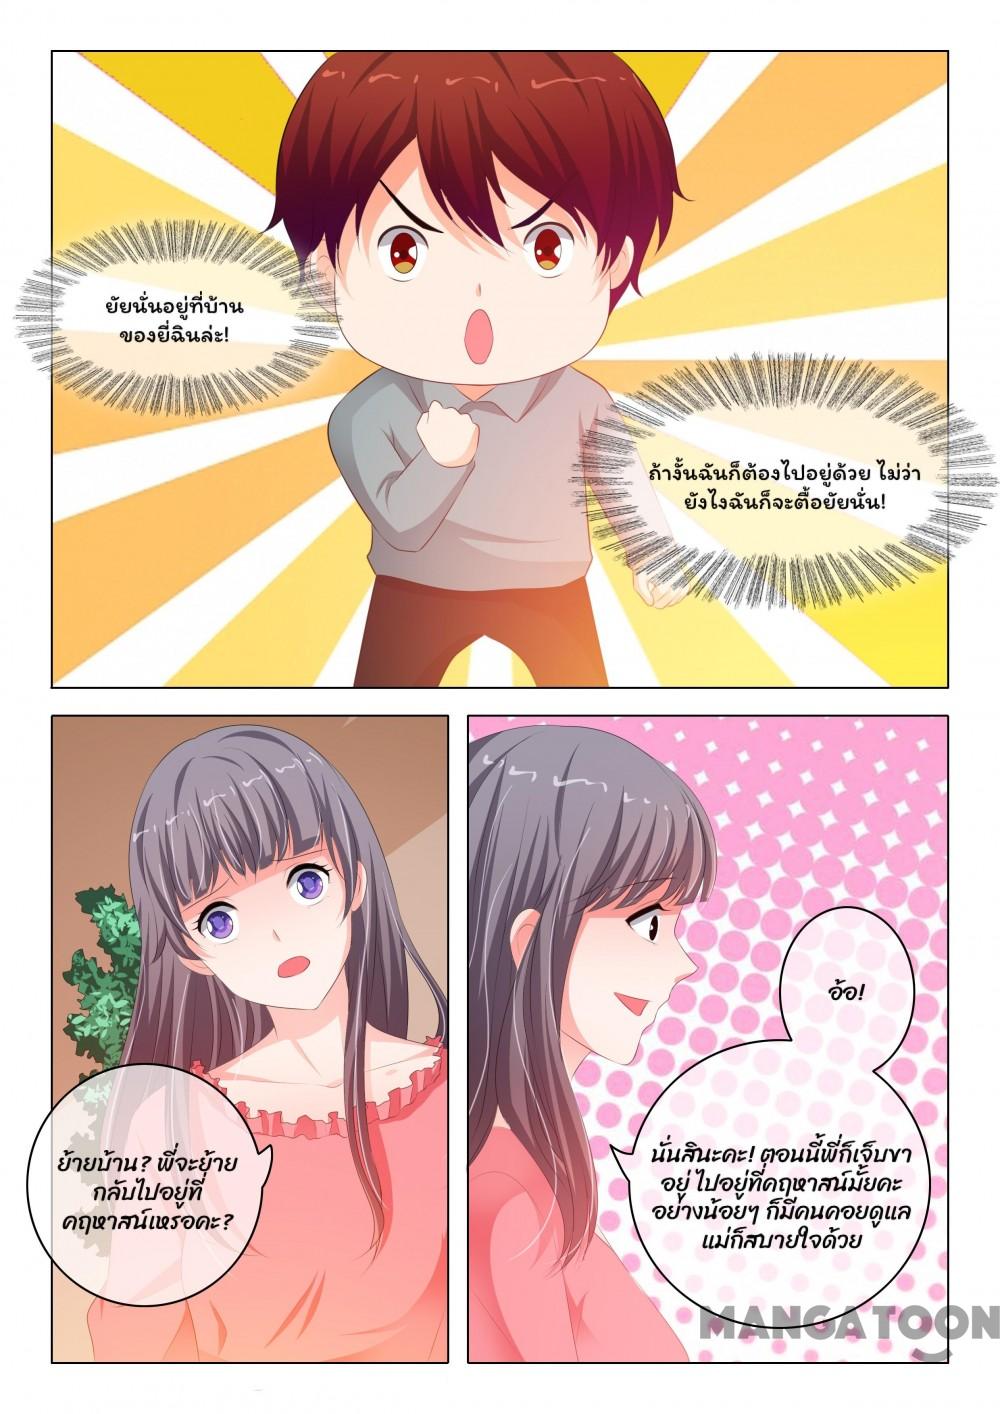 ยัยนั่นอยู่ที่บ้าน
ของยี่ฉินล่ะ!
ถ้างั้นฉันก็ต้องไปอยู่ด้วย ไม่ว่า
ยังไงฉันก็จะตื้อยัยนั่น!
ย้ายบ้าน? พี่จะย้าย
กลับไปอยู่ที่
คฤหาสน์เหรอคะ?
อ้อ!
นั่นสินะคะ! ตอนนี้พี่ก็เจ็บขา
อยู่ ไปอยู่ที่คฤหาสน์มั้ยคะ
อย่างน้อยๆ ก็มีคนคอยดูแล
แม่ก็สบายใจด้วย
MANGATOON